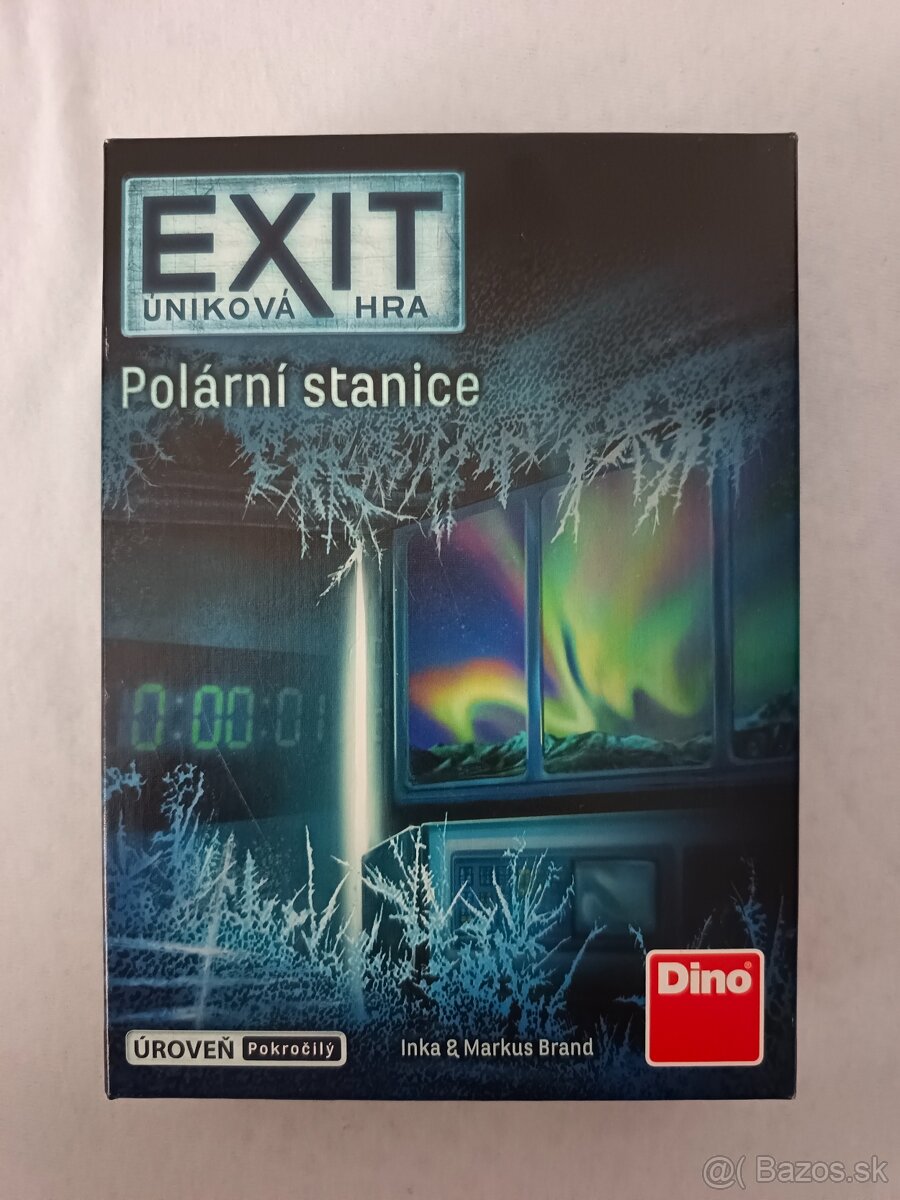 EXIT
ÚNIKOVÁ HRA
Polární stanice
0:00:01
Dino®
ÚROVEŇ Pokročilý
Inka & Markus Brand
@( Bazos.sk